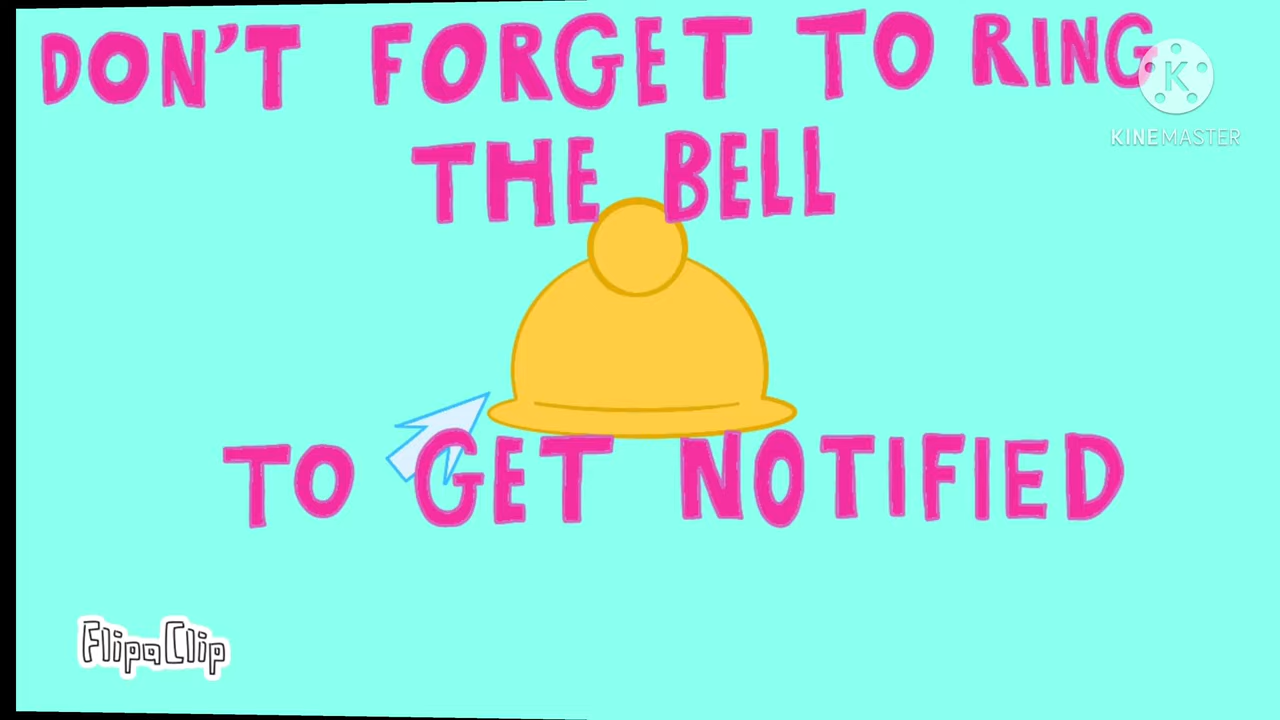 DON'T FORGET TO RING
K
KINEMASTER
THE BELL
TO GET NOTIFIED
FlipaClip